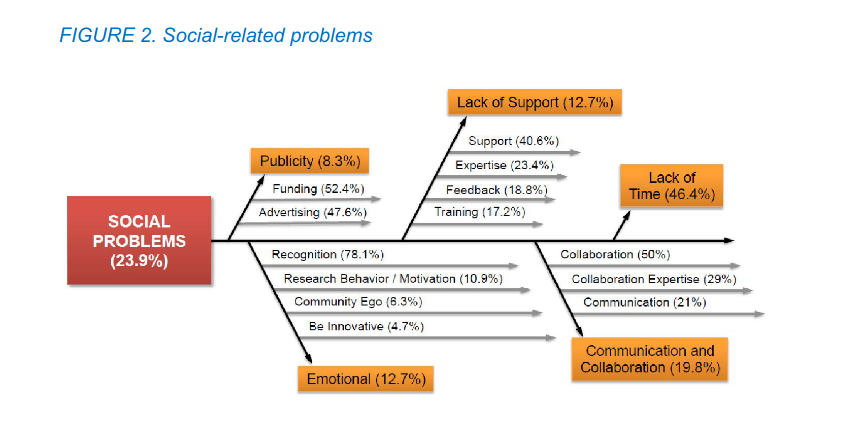 FIGURE 2. Social-related problems
Lack of Support (12.7%)
Support (40.6%)
Expertise (23.4%)
Feedback (18.8%)
Training (17.2%)
Publicity (8.3%)
Funding (52.4%)
Advertising (47.6%)
Lack of
Time (46.4%)
SOCIAL
PROBLEMS
(23.9%)
Recognition (78.1%)
Research Behavior / Motivation (10.9%)
Community Ego (6.3%)
Be Innovative (4.7%)
Emotional (12.7%)
Collaboration (50%)
Collaboration Expertise (29%)
Communication (21%)
Communication and
Collaboration (19.8%)